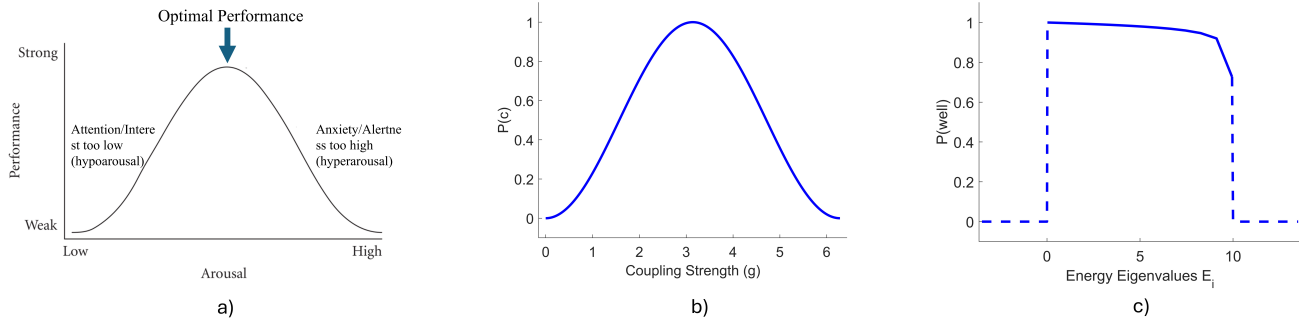 Optimal Performance
Strong
Performance
Attention/Intere
st too low
(hypoarousal)
Anxiety/Alertne
ss too high
(hyperarousal)
Weak
Low
High
Arousal
a)
1
0.8
0.6
0.4
0.2
0
P(c)
0 1 2 3 4 5 6
Coupling Strength (g)
b)
1
0.8
0.6
0.4
0.2
0
P(well)
0 5 10
Energy Eigenvalues E_i
c)